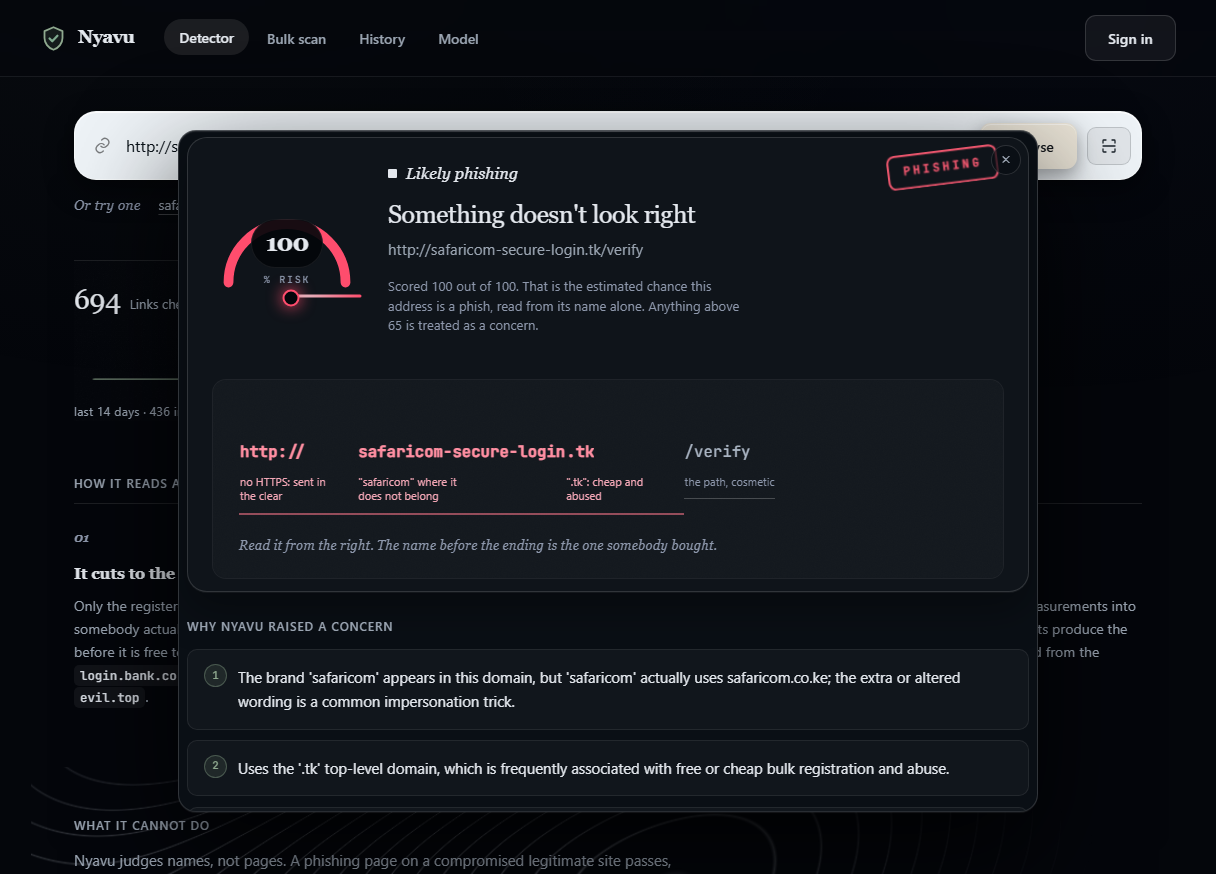 Nyavu
Detector
Bulk scan
History
Model
Sign in
http://s
Or try one
694
Links
last 14 days · 436
HOW IT READS A
01
It cuts to the
Only the register
somebody actua
before it is free t
login.bank.co
evil.top.
asurements into
ts produce the
d from the
Likely phishing
PHISHING
Something doesn't look right
http://safaricom-secure-login.tk/verify
100
% RISK
Scored 100 out of 100. That is the estimated chance this
address is a phish, read from its name alone. Anything above
65 is treated as a concern.
http://
safaricom-secure-login.tk
/verify
no HTTPS: sent in
the clear
"safaricom" where it
does not belong
".tk": cheap and
abused
the path, cosmetic
Read it from the right. The name before the ending is the one somebody bought.
WHY NYAVU RAISED A CONCERN
1
The brand 'safaricom' appears in this domain, but 'safaricom' actually uses safaricom.co.ke; the extra or altered
wording is a common impersonation trick.
2
Uses the '.tk' top-level domain, which is frequently associated with free or cheap bulk registration and abuse.
WHAT IT CANNOT DO
Nyavu judges names, not pages. A phishing page on a compromised legitimate site passes,